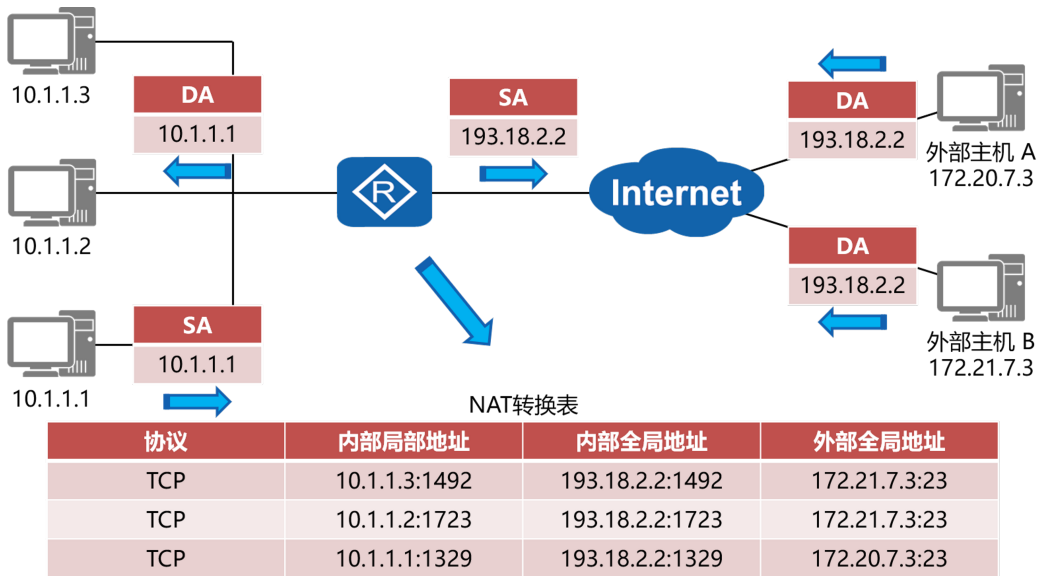 10.1.1.3
DA
10.1.1.1
SA
193.18.2.2
DA
193.18.2.2
外部主机 A
172.20.7.3
10.1.1.2
R
Internet
DA
193.18.2.2
外部主机 B
172.21.7.3
SA
10.1.1.1
10.1.1.1
NAT转换表
协议 内部局部地址 内部全局地址 外部全局地址
TCP 10.1.1.3:1492 193.18.2.2:1492 172.21.7.3:23
TCP 10.1.1.2:1723 193.18.2.2:1723 172.21.7.3:23
TCP 10.1.1.1:1329 193.18.2.2:1329 172.20.7.3:23